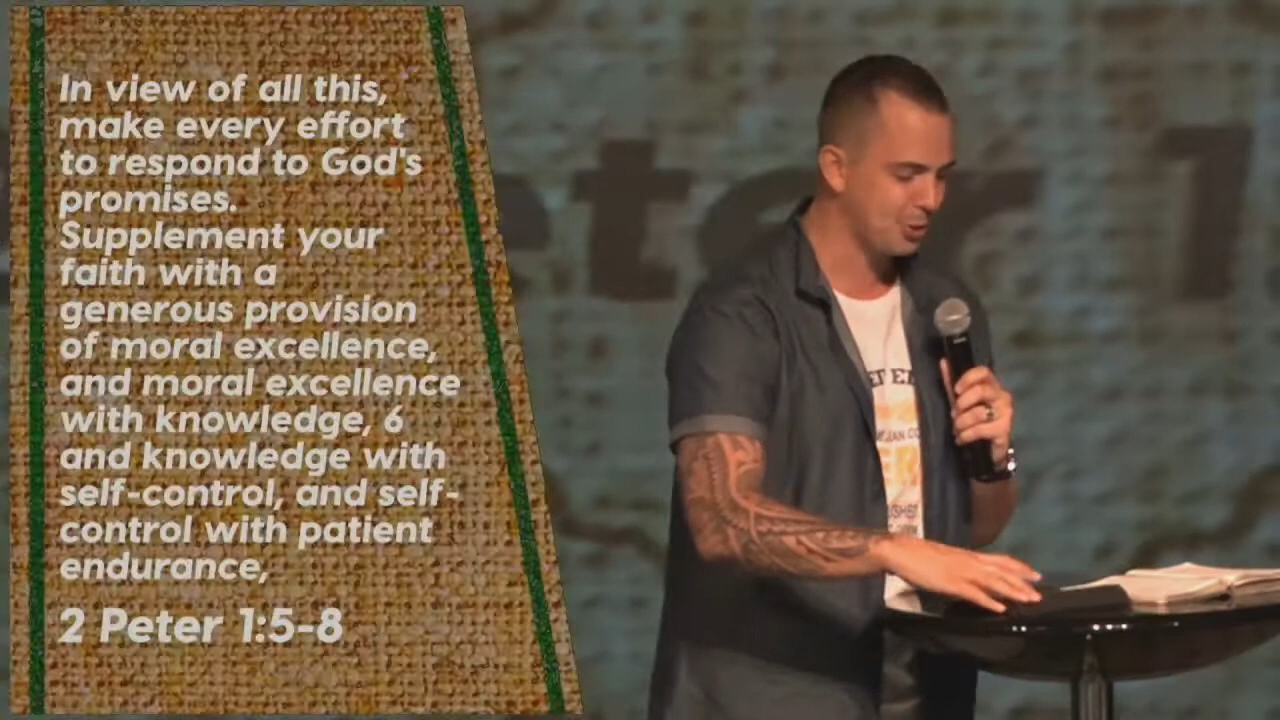 In view of all this,
make every effort
to respond to God's
promises.
Supplement your
faith with a
generous provision
of moral excellence,
and moral excellence
with knowledge, 6
and knowledge with
self-control, and self-
control with patient
endurance,
2 Peter 1:5-8
eter 1